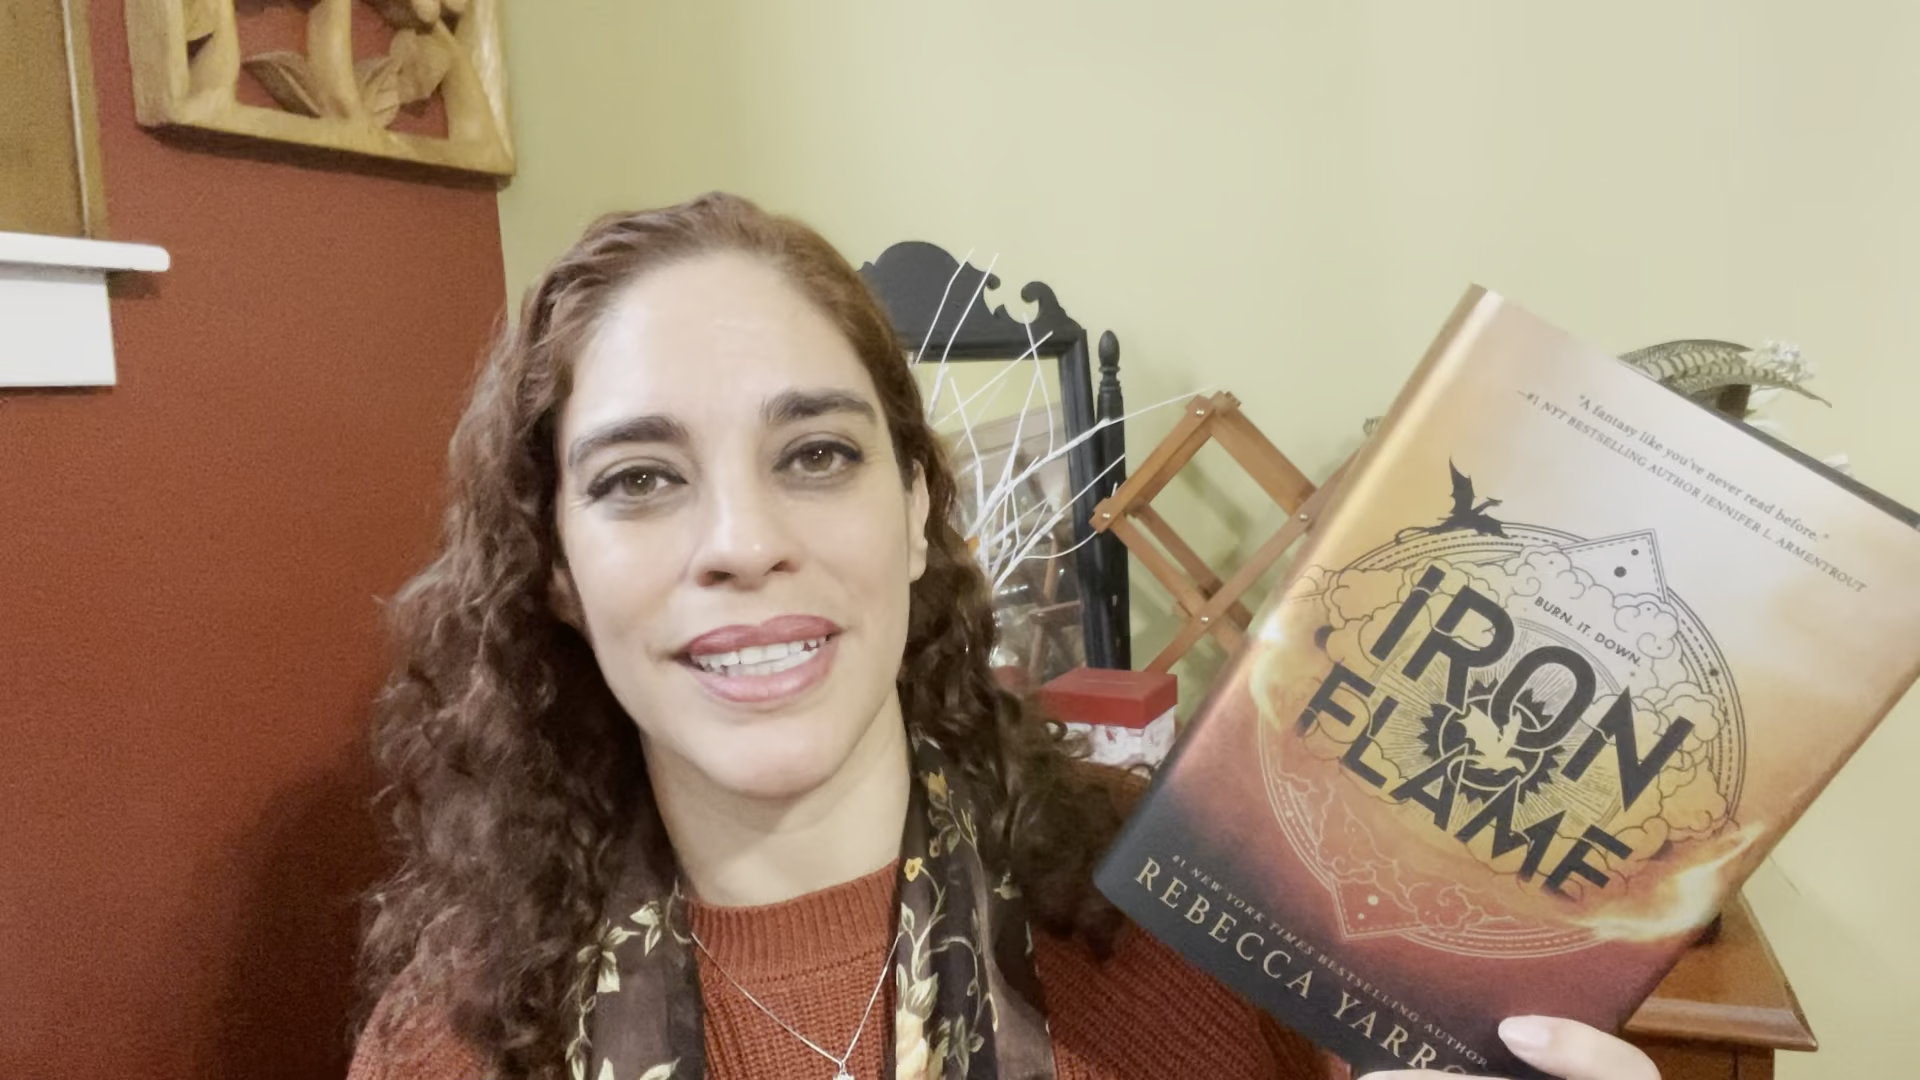 "A fantasy like you've never read before."
—#1 NYT BESTSELLING AUTHOR JENNIFER L. ARMENTROUT
BURN. IT. DOWN.
IRON
FLAME
#1 NEW YORK TIMES BESTSELLING AUTHOR
REBECCA YARRO